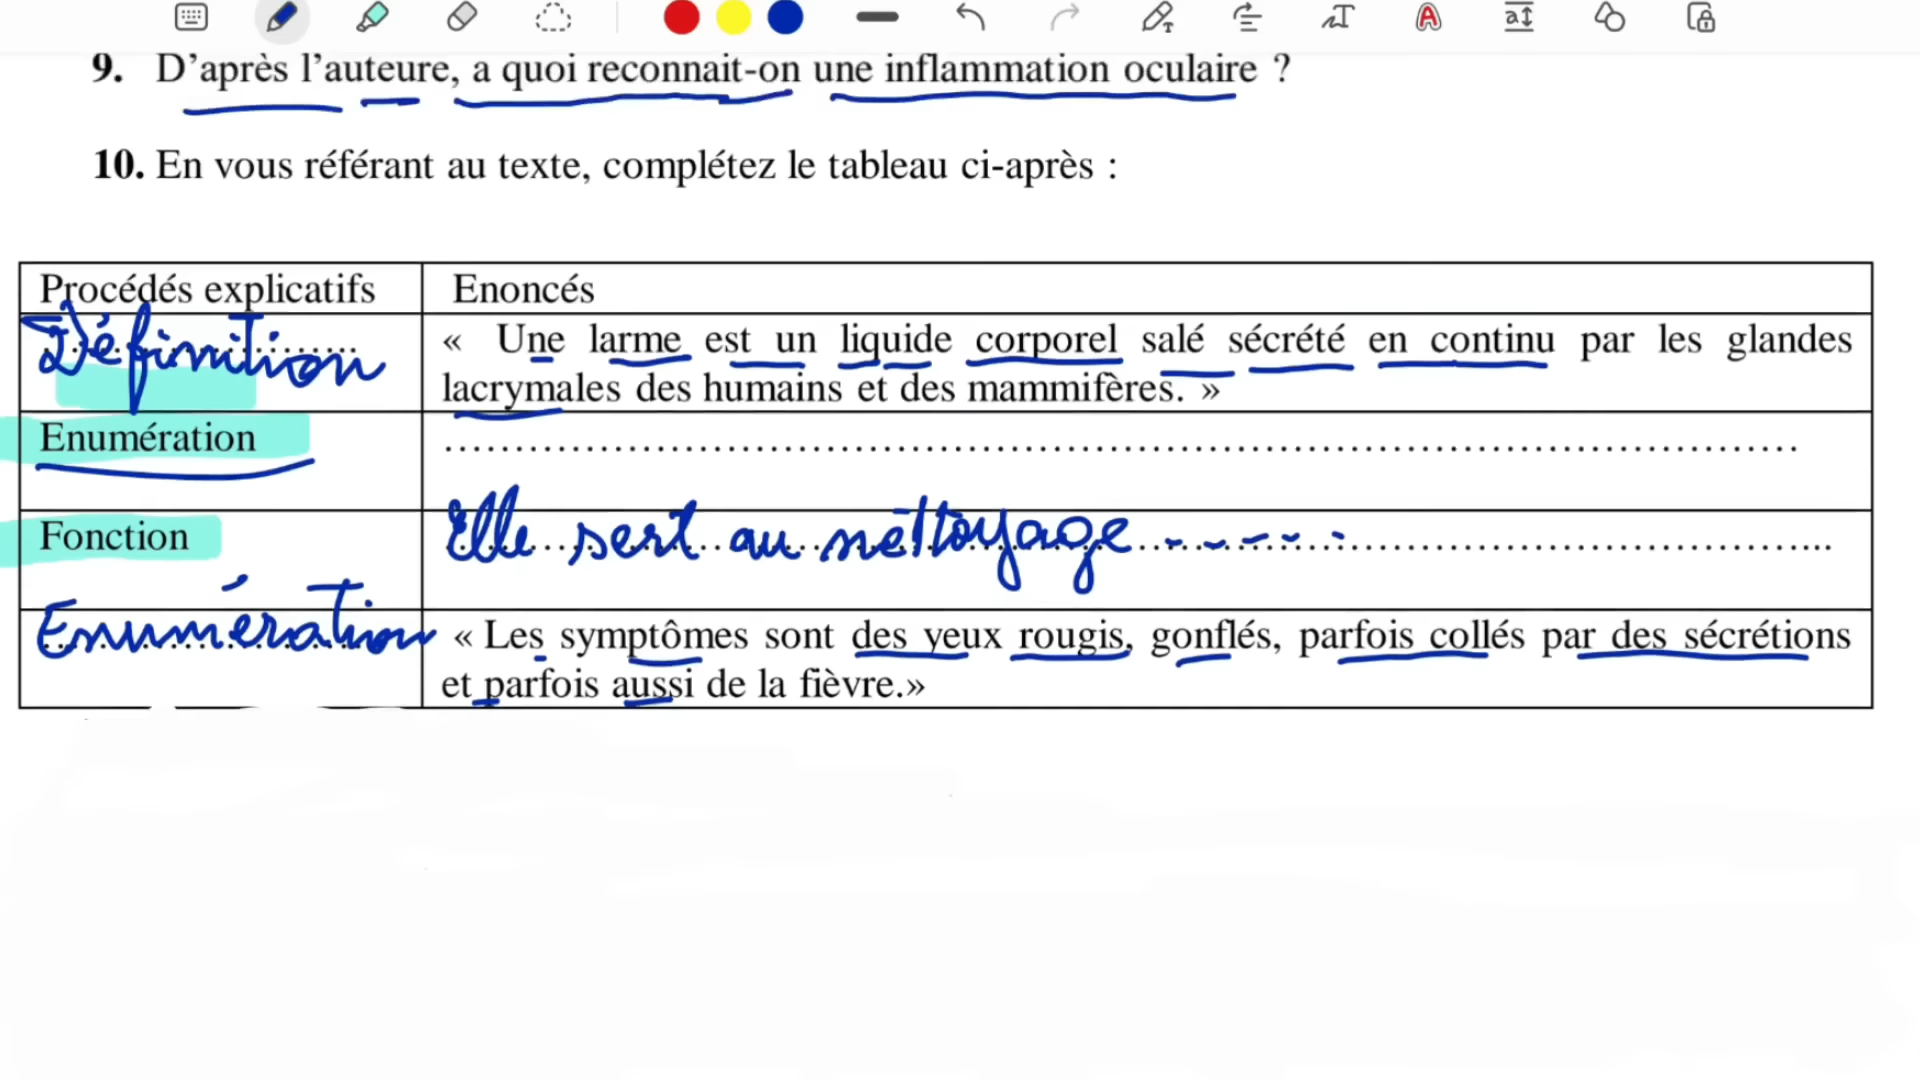 9. D’après l’auteure, a quoi reconnait-on une inflammation oculaire ?
10. En vous référant au texte, complétez le tableau ci-après :
Procédés explicatifs Enoncés
Définition « Une larme est un liquide corporel salé sécrété en continu par les glandes
lacrymales des humains et des mammifères. »
Enumération ……………………………………………………………………………………
Fonction Elle sert au néttoyage -----
Enumération « Les symptômes sont des yeux rougis, gonflés, parfois collés par des sécrétions
et parfois aussi de la fièvre.»